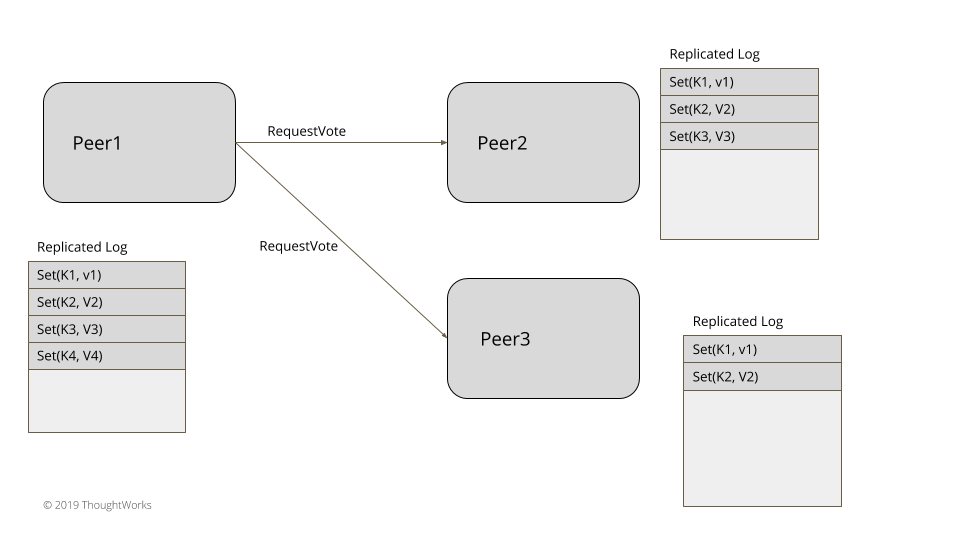 Replicated Log
Set(K1, v1)
Set(K2, V2)
Set(K3, V3)
Peer1
RequestVote
Peer2
RequestVote
Replicated Log
Set(K1, v1)
Set(K2, V2)
Set(K3, V3)
Set(K4, V4)
Peer3
Replicated Log
Set(K1, v1)
Set(K2, V2)
© 2019 ThoughtWorks